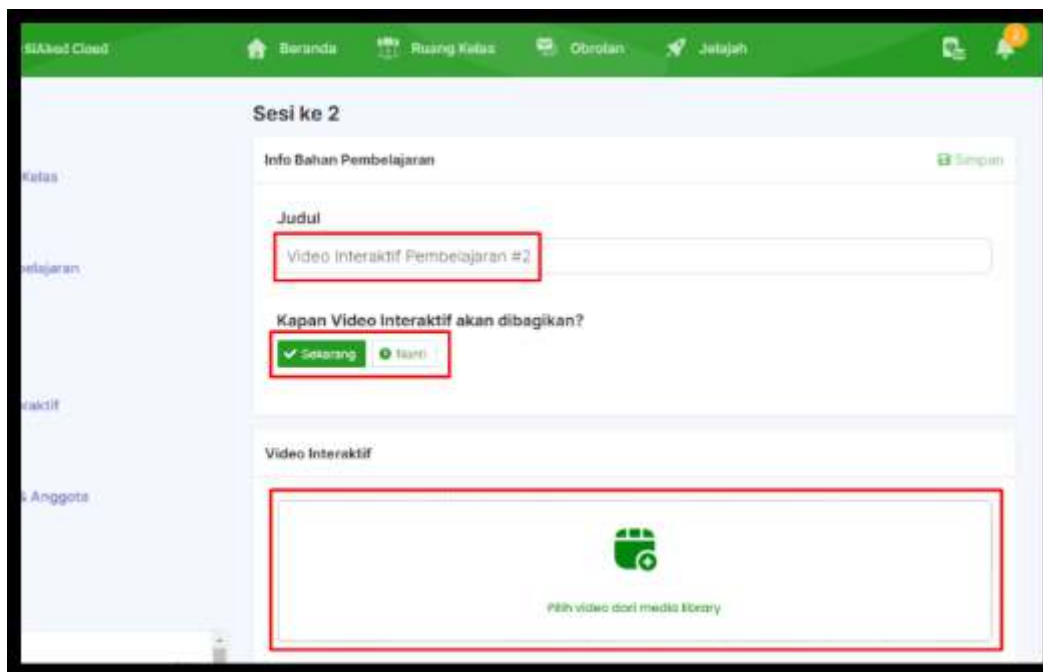 SIAkad Cloud
Beranda
Ruang Kelas
Obrolan
Jelajah
2
Sesi ke 2
Info Bahan Pembelajaran
Simpan
Kelas
Judul
Video Interaktif Pembelajaran #2
elajaran
Kapan Video Interaktif akan dibagikan?
Sekarang
Nanti
raktif
Video Interaktif
& Anggota
Pilih video dari media library